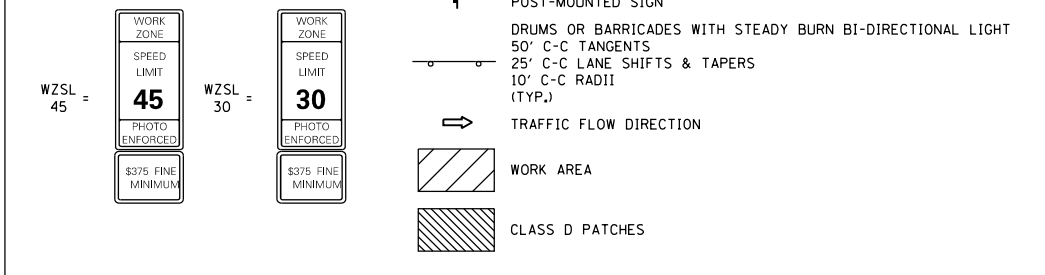 WZSL
45 =
WORK
ZONE
SPEED
LIMIT
45
PHOTO
ENFORCED
$375 FINE
MINIMUM
WZSL
30 =
WORK
ZONE
SPEED
LIMIT
30
PHOTO
ENFORCED
$375 FINE
MINIMUM
POST-MOUNTED SIGN
DRUMS OR BARRICADES WITH STEADY BURN BI-DIRECTIONAL LIGHT
50' C-C TANGENTS
25' C-C LANE SHIFTS & TAPERS
10' C-C RADII
(TYP.)
TRAFFIC FLOW DIRECTION
WORK AREA
CLASS D PATCHES